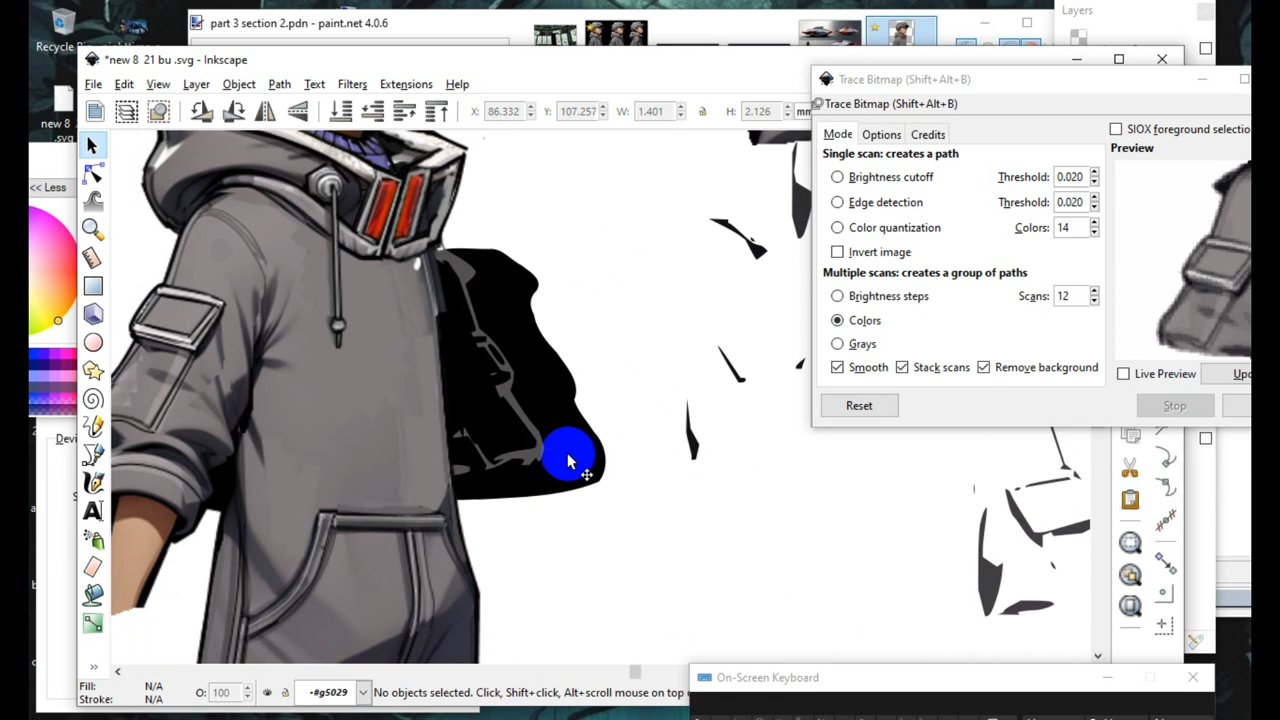 part 3 section 2.pdn - paint.net 4.0.6
Layers
Recycle
*new 8 21 bu .svg - Inkscape
File Edit View Layer Object Path Text Filters Extensions Help
X: 86.332 Y: 107.257 W: 1.401 H: 2.126 mm
new 8
.svg
<< Less
Trace Bitmap (Shift+Alt+B)
Trace Bitmap (Shift+Alt+B)
Mode Options Credits
SIOX foreground selectio
Single scan: creates a path
Preview
Brightness cutoff Threshold: 0.020
Edge detection Threshold: 0.020
Color quantization Colors: 14
Invert image
Multiple scans: creates a group of paths
Brightness steps Scans: 12
Colors
Grays
Smooth Stack scans Remove background
Live Preview Upd
Reset Stop
Devi
Fill: N/A
Stroke: N/A
O: 100
#g5029
No objects selected. Click, Shift+click, Alt+scroll mouse on top o
On-Screen Keyboard